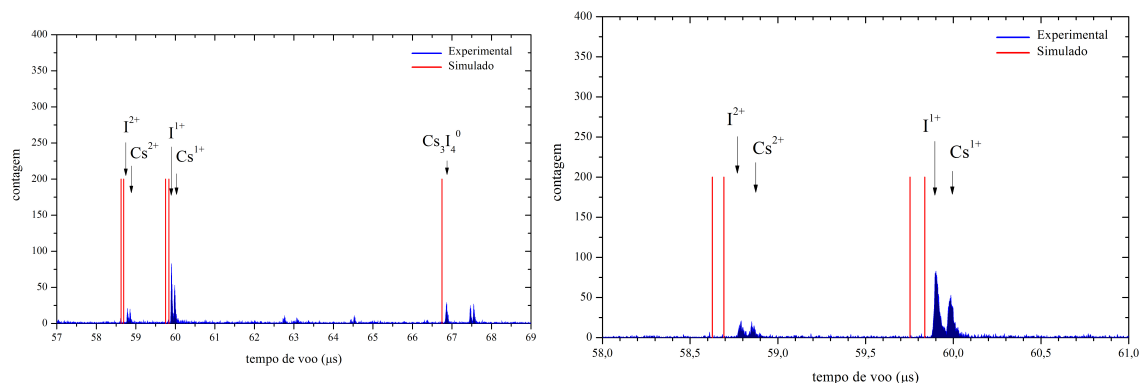 400
350
300
250
200
150
100
50
0
contagem
Experimental
Simulado
I²⁺
Cs²⁺
I¹⁺
Cs¹⁺
Cs₃I₄⁰
57 58 59 60 61 62 63 64 65 66 67 68 69
tempo de voo (μs)
400
350
300
250
200
150
100
50
0
contagem
Experimental
Simulado
I²⁺
Cs²⁺
I¹⁺
Cs¹⁺
58,0 58,5 59,0 59,5 60,0 60,5 61,0
tempo de voo (μs)